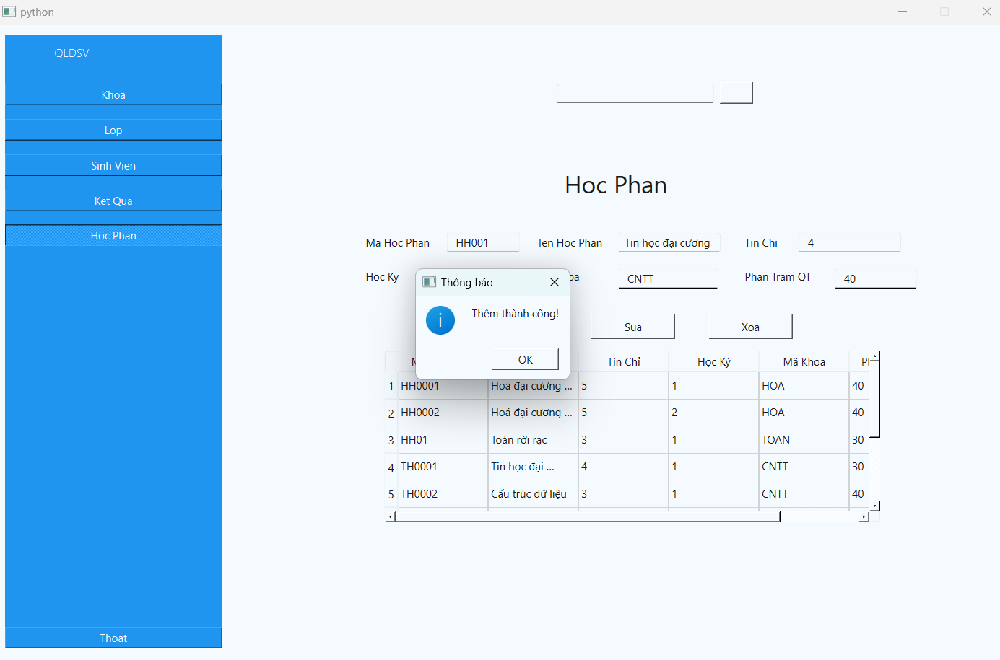 python
QLDSV
Khoa
Lop
Sinh Vien
Ket Qua
Hoc Phan
Thoat
Hoc Phan
Ma Hoc Phan HH001 Ten Hoc Phan Tin học đại cương Tin Chi 4
Hoc Ky CNTT Phan Tram QT 40
Thông báo
Thêm thành công!
OK
Sua Xoa
Tín Chỉ Học Kỳ Mã Khoa
1 HH0001 Hoá đại cương ... 5 1 HOA 40
2 HH0002 Hoá đại cương ... 5 2 HOA 40
3 HH01 Toán rời rạc 3 1 TOAN 30
4 TH0001 Tin học đại ... 4 1 CNTT 30
5 TH0002 Cấu trúc dữ liệu 3 1 CNTT 40